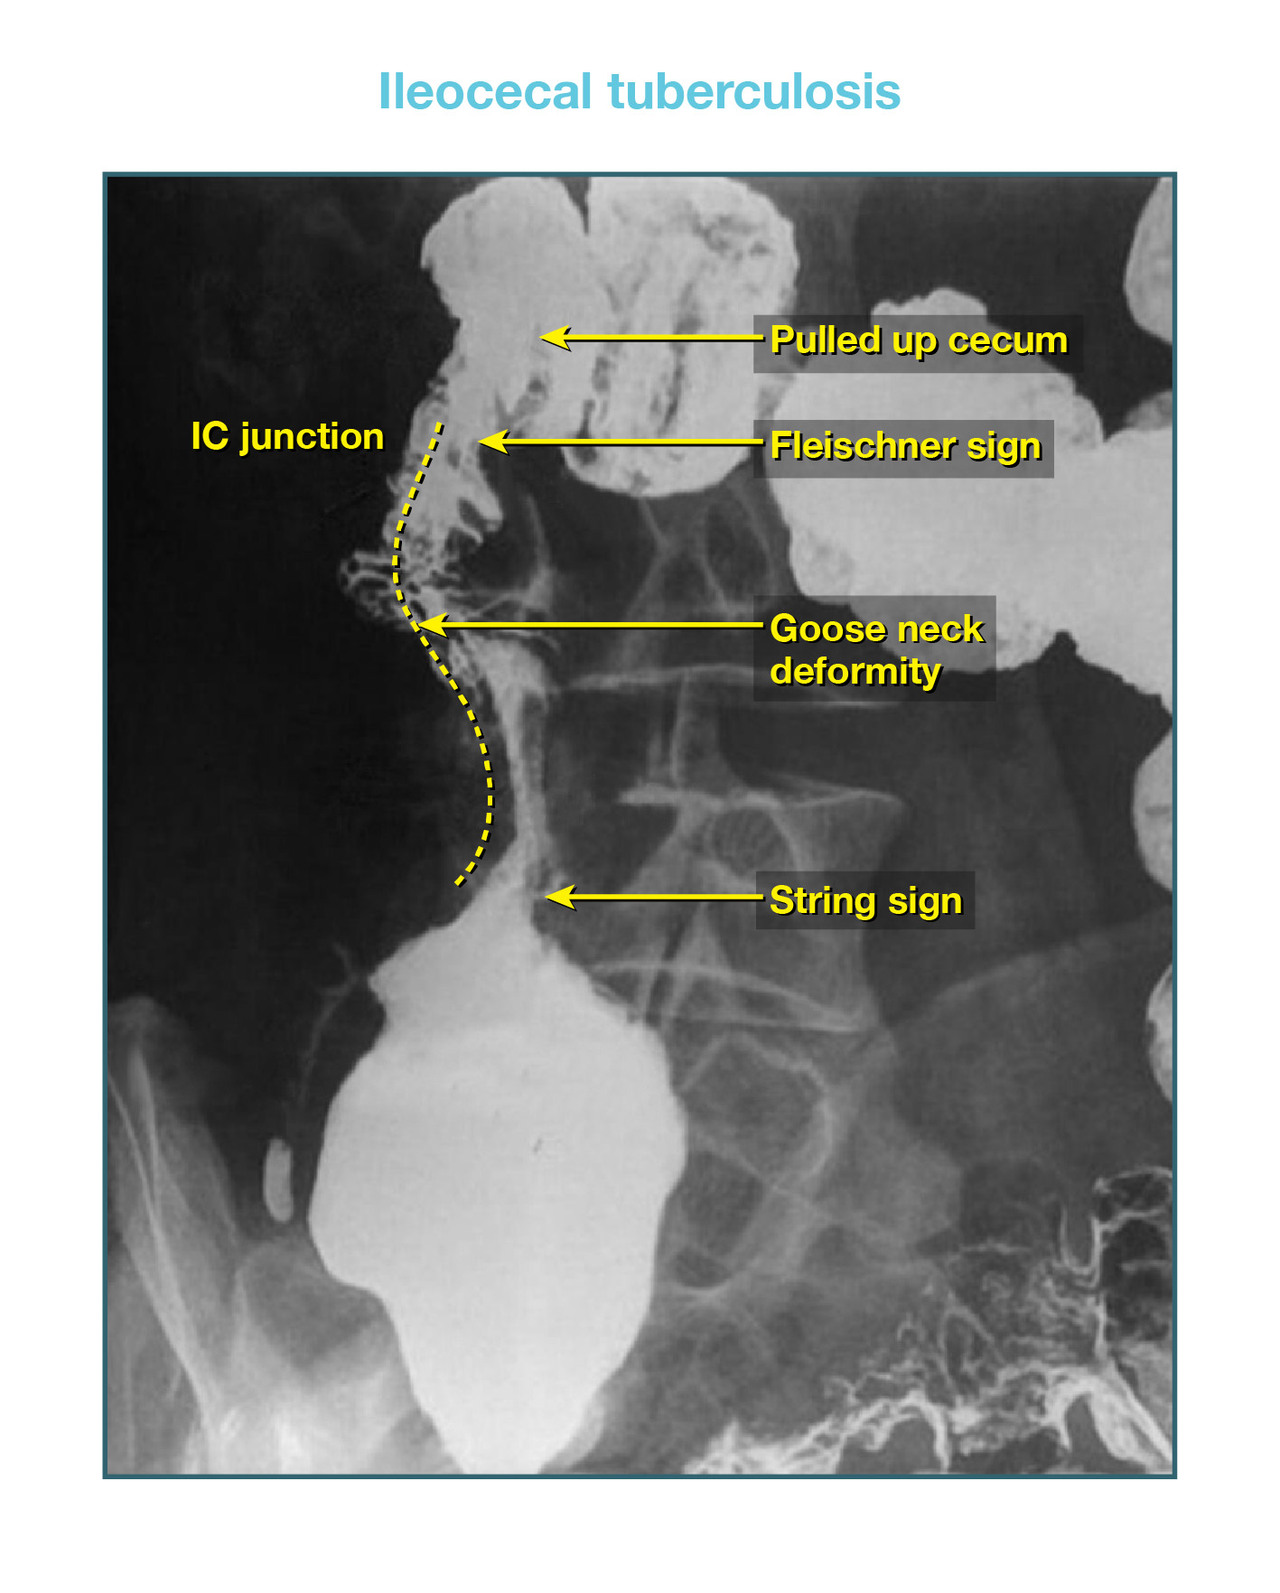 Ileocecal tuberculosis
Pulled up cecum
IC junction
Fleischner sign
Goose neck
deformity
String sign